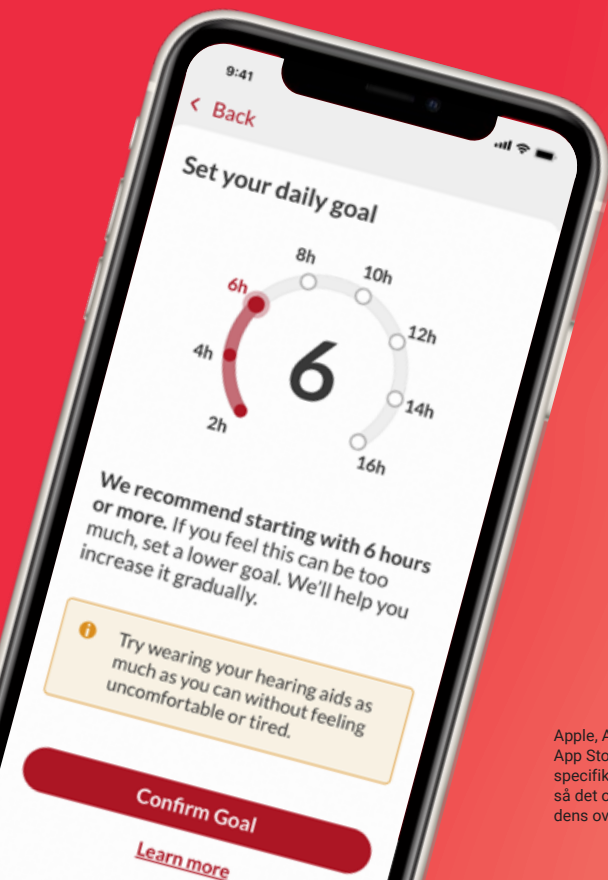 9:41
Back
Set your daily goal
8h
10h
6h
12h
4h
6
14h
2h
16h
We recommend starting with 6 hours
or more. If you feel this can be too
much, set a lower goal. We'll help you
increase it gradually.
Try wearing your hearing aids as
much as you can without feeling
uncomfortable or tired.
Confirm Goal
Learn more
Apple, A
App Sto
specifik
så det
dens ov